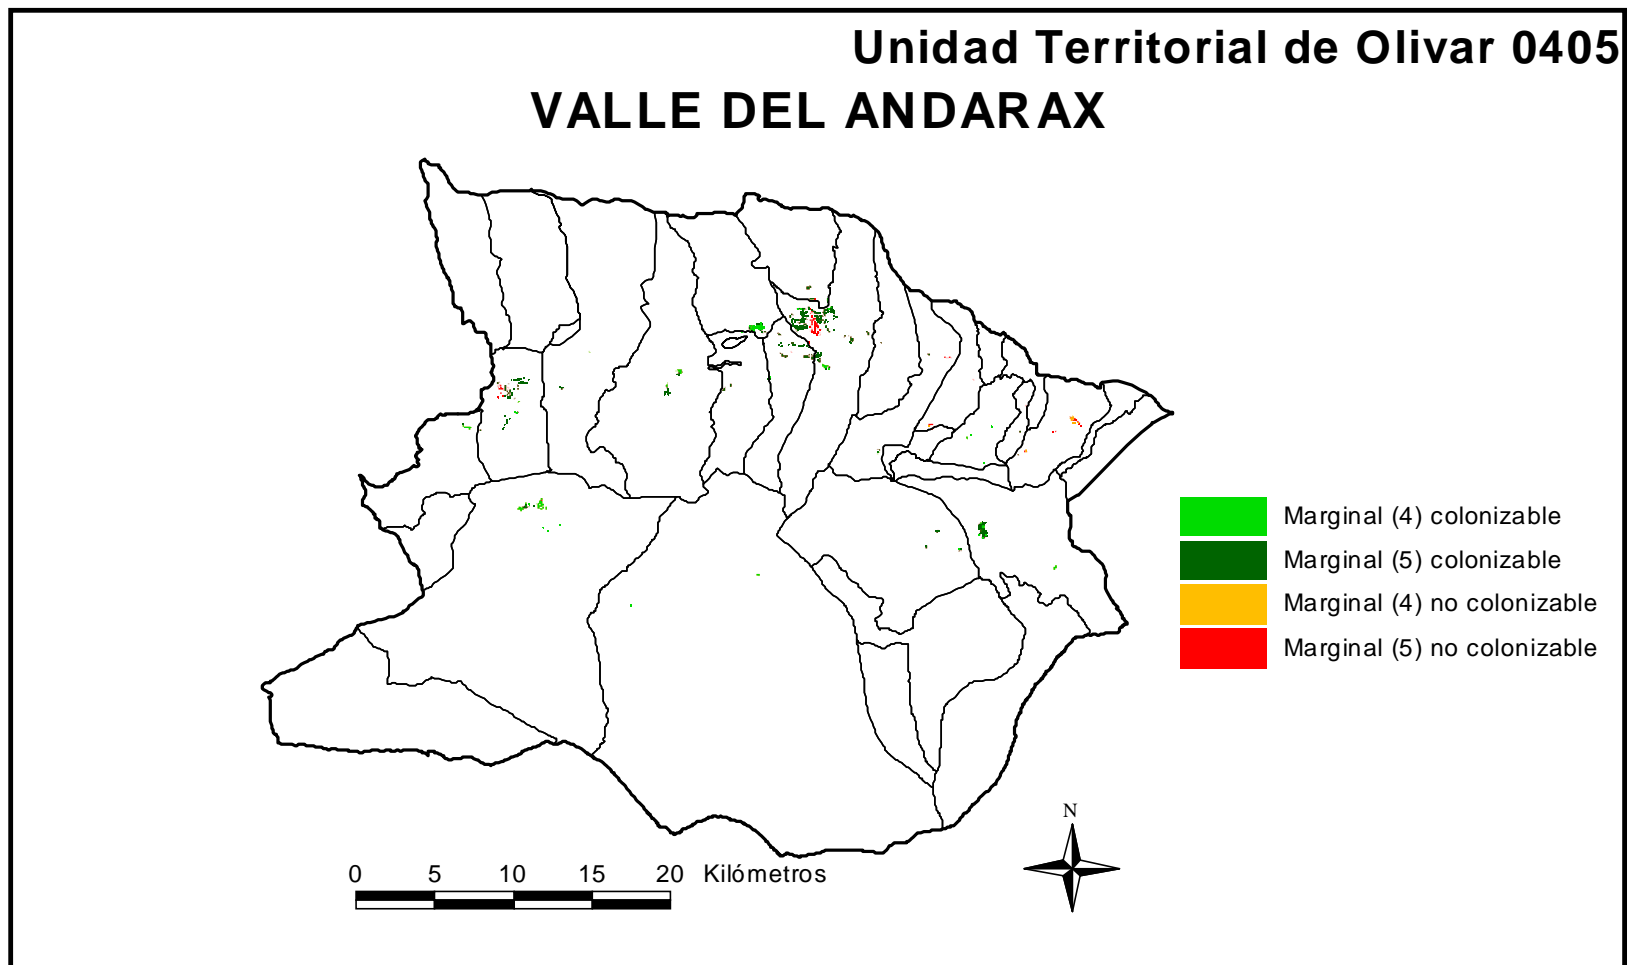 Unidad Territorial de Olivar 0405
VALLE DEL ANDARAX
Marginal (4) colonizable
Marginal (5) colonizable
Marginal (4) no colonizable
Marginal (5) no colonizable
N
0 5 10 15 20 Kilómetros